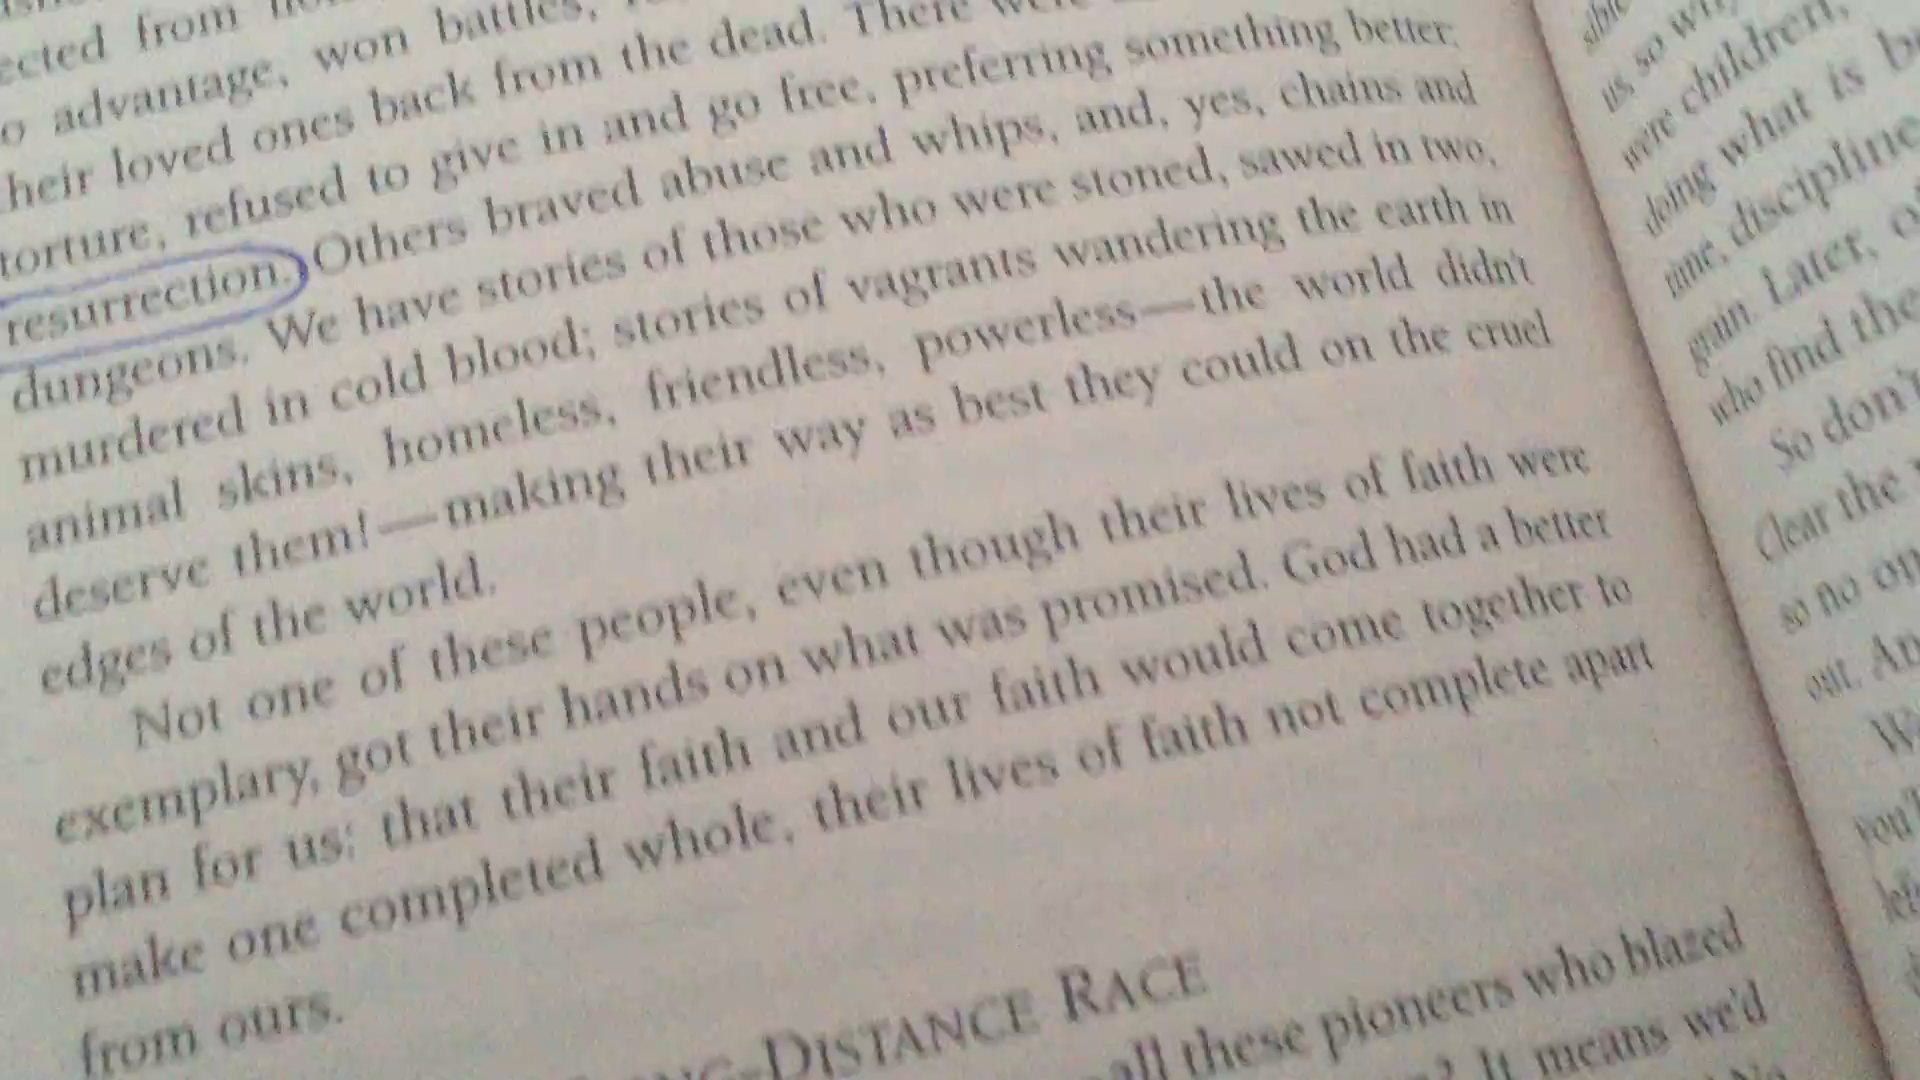 ected from
o advantage, won battles,
heir loved ones back from the dead. There were
torture, refused to give in and go free, preferring something better:
resurrection. Others braved abuse and whips, and, yes, chains and
dungeons. We have stories of those who were stoned, sawed in two,
murdered in cold blood; stories of vagrants wandering the earth in
animal skins, homeless, friendless, powerless—the world didn't
deserve them!—making their way as best they could on the cruel
edges of the world.
Not one of these people, even though their lives of faith were
exemplary, got their hands on what was promised. God had a better
plan for us: that their faith and our faith would come together to
make one completed whole, their lives of faith not complete apart
from ours.
NG-DISTANCE RACE
all these pioneers who blazed
? It means we'd
No
us, so
were children,
doing what is b
discipline
Later,
who find the
So don't
Clear the
so no on
out. An
W
you'l